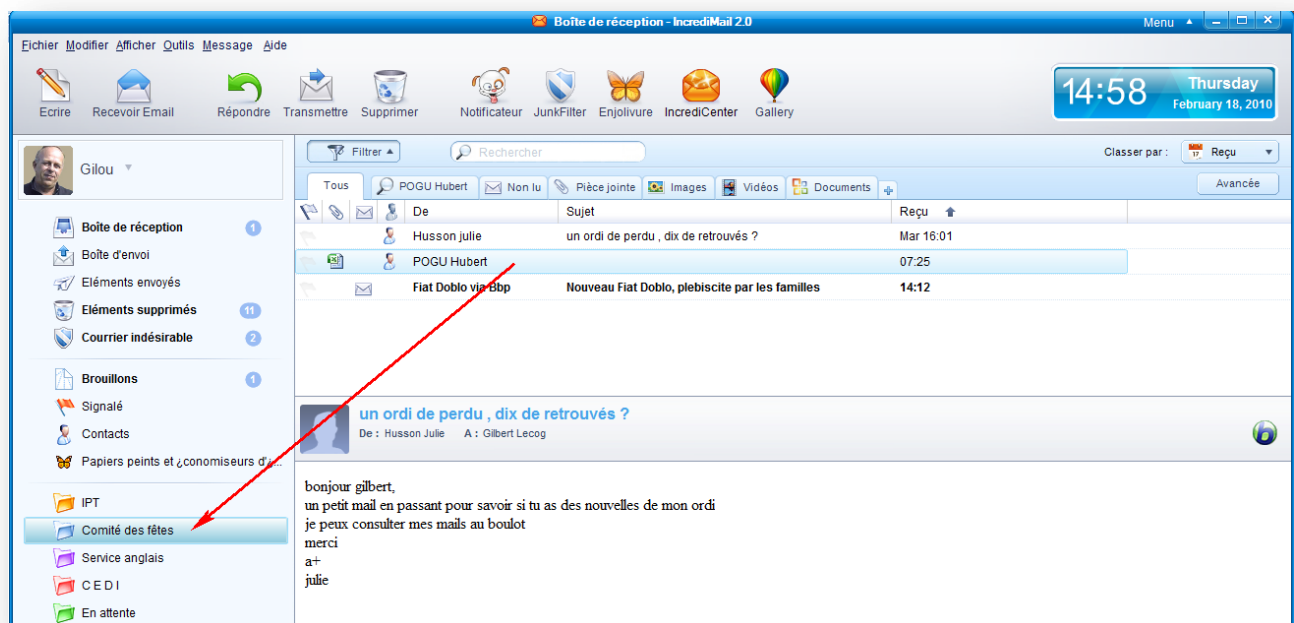 Boîte de réception - IncrediMail 2.0
Menu
Fichier Modifier Afficher Outils Message Aide
Ecrire Recevoir Email Répondre Transmettre Supprimer Notificateur JunkFilter Enjolivure IncrediCenter Gallery
14:58 Thursday
February 18, 2010
Gilou
Filtrer Rechercher Classer par : 17 Reçu
Tous POGU Hubert Non lu Pièce jointe Images Vidéos Documents Avancée
De Sujet Reçu
Husson julie un ordi de perdu , dix de retrouvés ? Mar 16:01
POGU Hubert 07:25
Fiat Doblo via Bbp Nouveau Fiat Doblo, plebiscite par les familles 14:12
Boîte de réception 1
Boîte d'envoi
Eléments envoyés
Eléments supprimés 11
Courrier indésirable 2
Brouillons 1
Signalé
Contacts
Papiers peints et ¿conomiseurs d'¿...
IPT
Comité des fêtes
Service anglais
C E D I
En attente
un ordi de perdu , dix de retrouvés ?
De : Husson Julie A : Gilbert Lecog
b
bonjour gilbert,
un petit mail en passant pour savoir si tu as des nouvelles de mon ordi
je peux consulter mes mails au boulot
merci
a+
julie